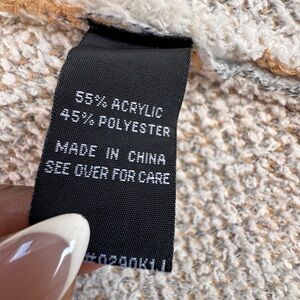 55% ACRYLIC
45% POLYESTER
MADE IN CHINA
SEE OVER FOR CARE